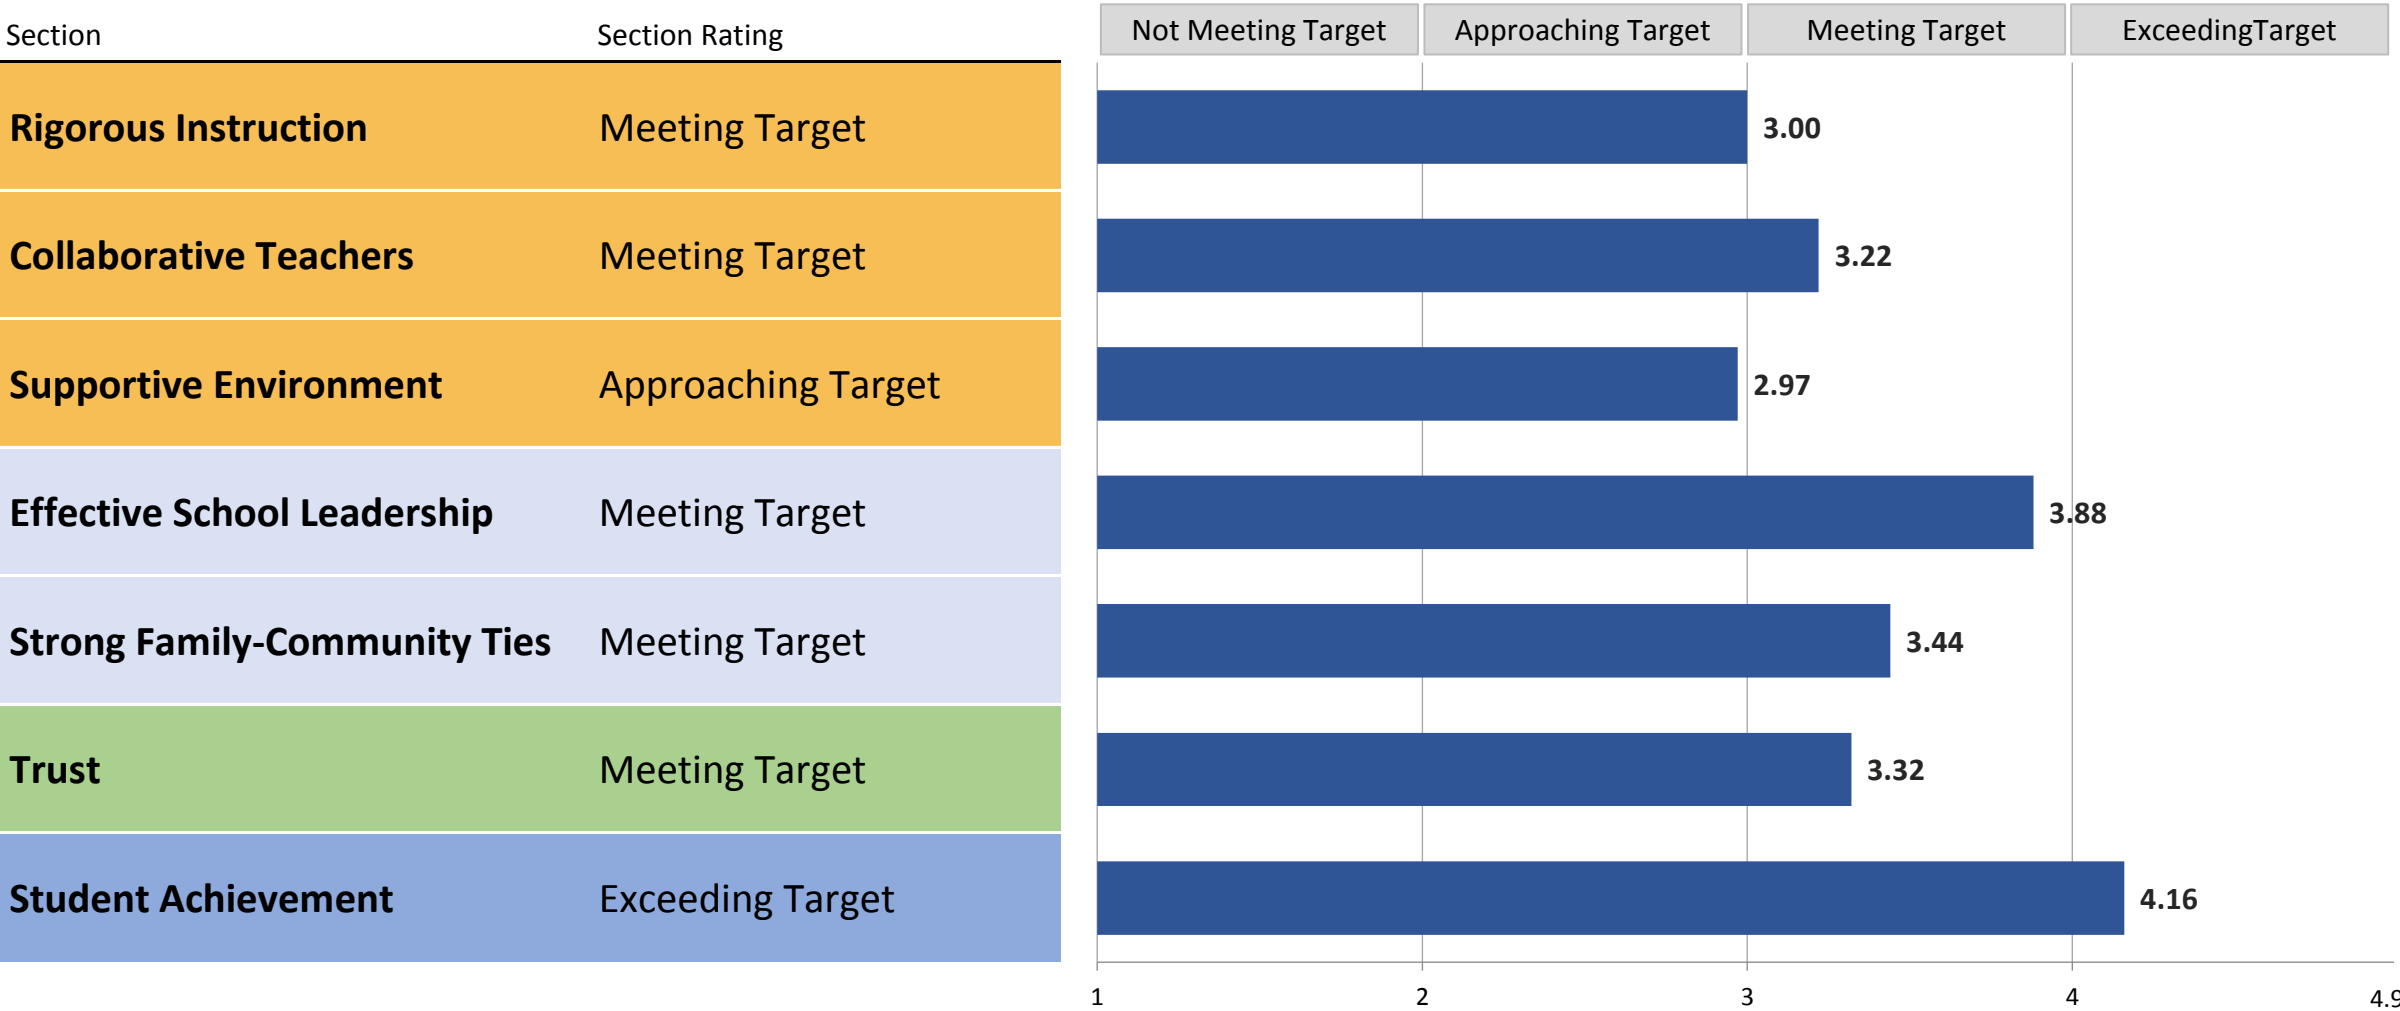 Section Section Rating Not Meeting Target Approaching Target Meeting Target ExceedingTarget
Rigorous Instruction Meeting Target 3.00
Collaborative Teachers Meeting Target 3.22
Supportive Environment Approaching Target 2.97
Effective School Leadership Meeting Target 3.88
Strong Family-Community Ties Meeting Target 3.44
Trust Meeting Target 3.32
Student Achievement Exceeding Target 4.16
1 2 3 4 4.9